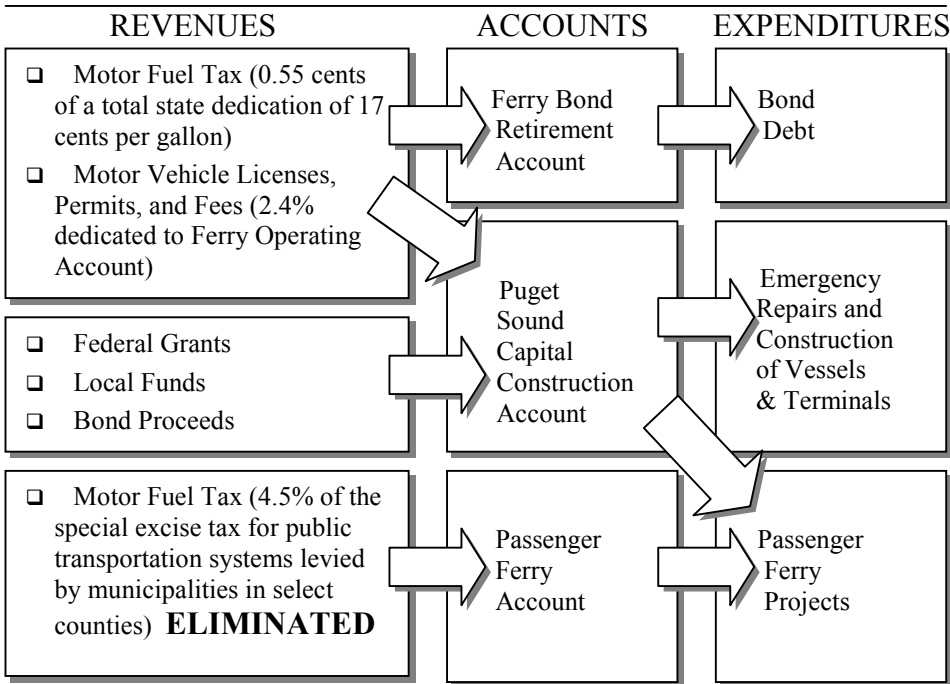 REVENUES
ACCOUNTS
EXPENDITURES
❑ Motor Fuel Tax (0.55 cents
of a total state dedication of 17
cents per gallon)
❑ Motor Vehicle Licenses,
Permits, and Fees (2.4%
dedicated to Ferry Operating
Account)
Ferry Bond
Retirement
Account
Bond
Debt
❑ Federal Grants
❑ Local Funds
❑ Bond Proceeds
Puget
Sound
Capital
Construction
Account
Emergency
Repairs and
Construction
of Vessels
& Terminals
❑ Motor Fuel Tax (4.5% of the
special excise tax for public
transportation systems levied
by municipalities in select
counties) ELIMINATED
Passenger
Ferry
Account
Passenger
Ferry
Projects